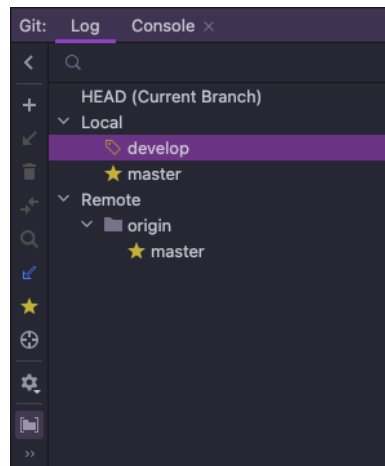 Git: Log Console
HEAD (Current Branch)
Local
develop
master
Remote
origin
master